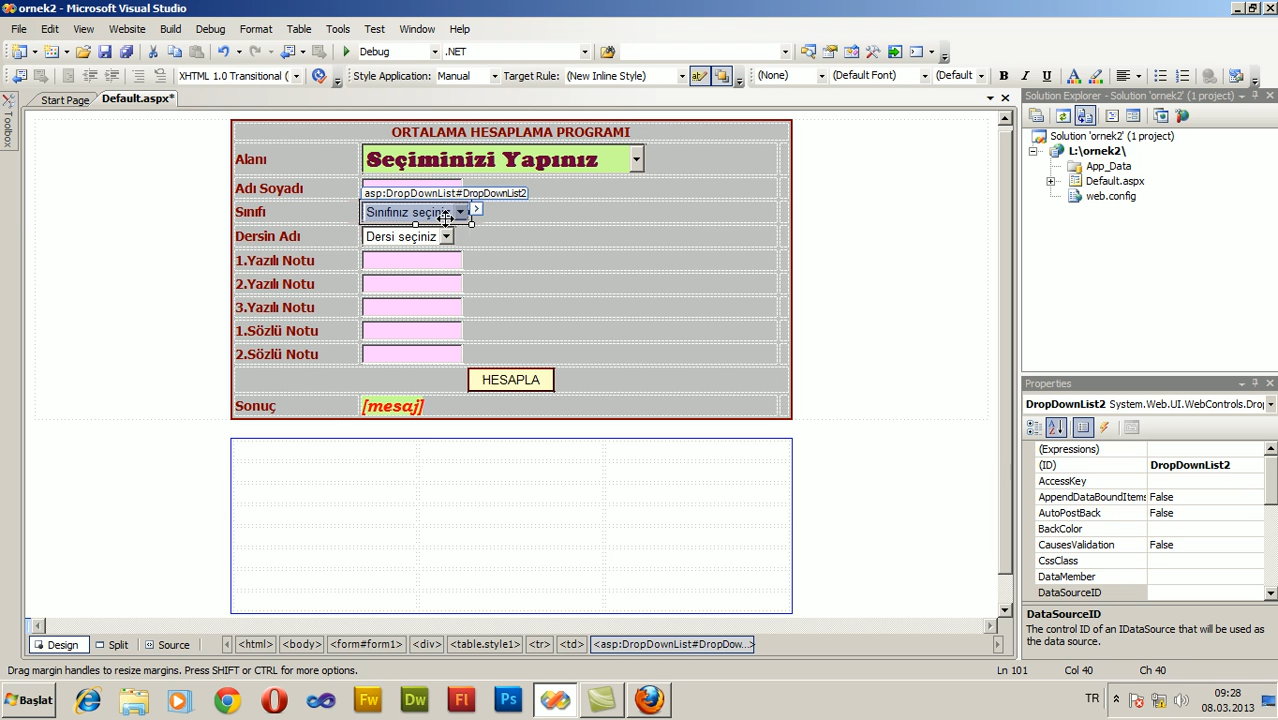 ornek2 - Microsoft Visual Studio
File Edit View Website Build Debug Format Table Tools Test Window Help
Debug .NET
XHTML 1.0 Transitional ( Style Application: Manual Target Rule: (New Inline Style) (None) (Default Font) (Default B I U A
Toolbox
Start Page Default.aspx*
ORTALAMA HESAPLAMA PROGRAMI
Alanı Seçiminizi Yapınız
Adı Soyadı
asp:DropDownList#DropDownList2
Sınıfı Sınıfınız seçiniz
Dersin Adı Dersi seçiniz
1.Yazılı Notu
2.Yazılı Notu
3.Yazılı Notu
1.Sözlü Notu
2.Sözlü Notu
HESAPLA
Sonuç [mesaj]
Design Split Source <html> <body> <form#form1> <div> <table.style1> <tr> <td> <asp:DropDownList#DropDow...>
Solution Explorer - Solution 'ornek2' (1 project)
Solution 'ornek2' (1 project)
L:\ornek2\
App_Data
Default.aspx
web.config
Properties
DropDownList2 System.Web.UI.WebControls.Dro
(Expressions)
(ID) DropDownList2
AccessKey
AppendDataBoundItems False
AutoPostBack False
BackColor
CausesValidation False
CssClass
DataMember
DataSourceID
DataSourceID
The control ID of an IDataSource that will be used as
the data source.
Drag margin handles to resize margins. Press SHIFT or CTRL for more options. Ln 101 Col 40 Ch 40
Başlat Fw Dw Fl Ps TR 09:28
08.03.2013